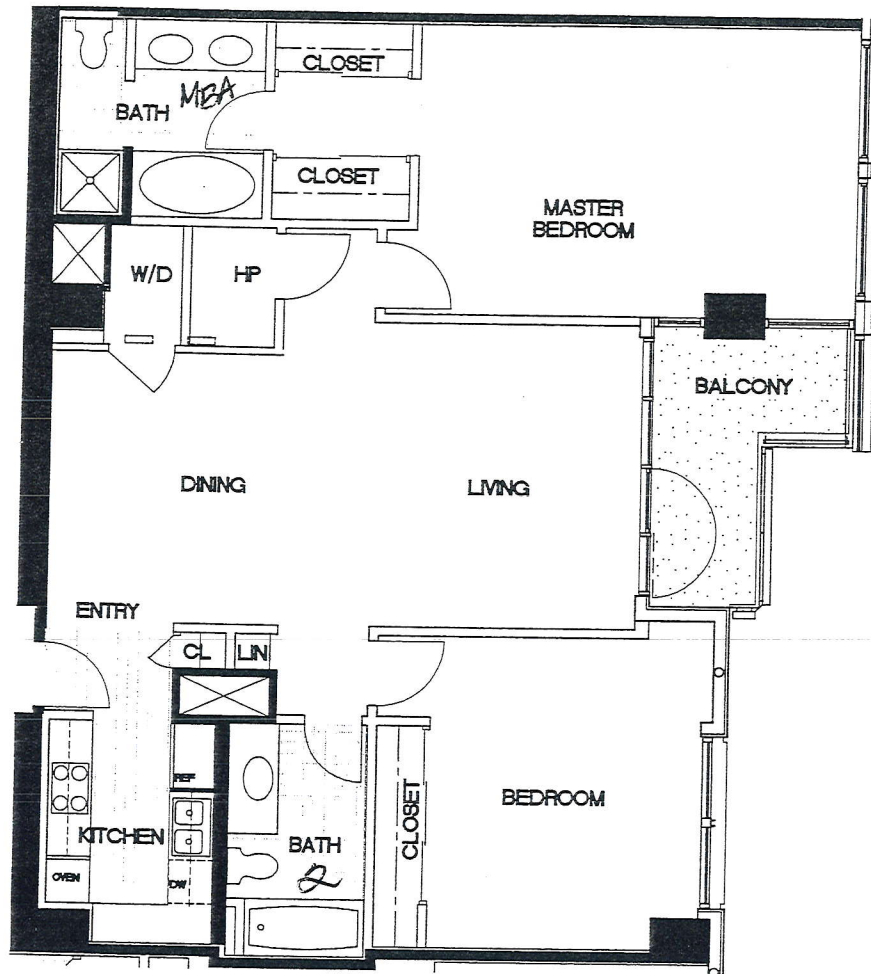 CLOSET
BATH MBA
CLOSET
MASTER
BEDROOM
W/D
HP
BALCONY
DINING
LIVING
ENTRY
CL
LIN
REF
BEDROOM
CLOSET
KITCHEN
BATH
2
OVEN
DW